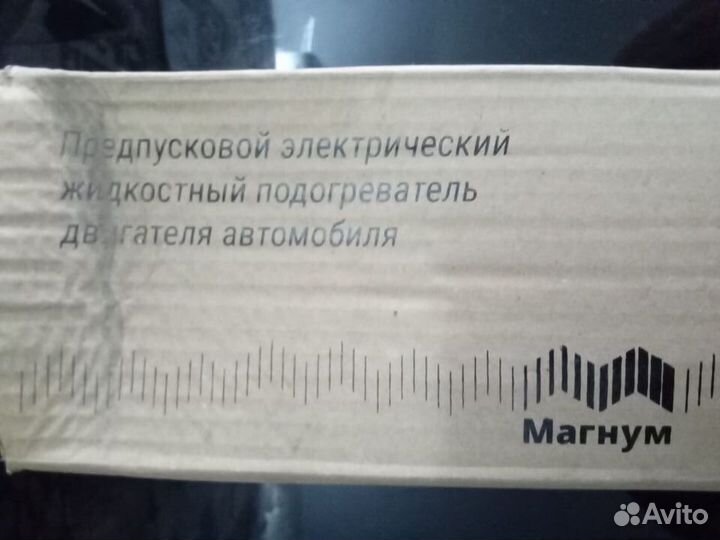 Предпусковой электрический
жидкостный подогреватель
двигателя автомобиля
Магнум
Avito